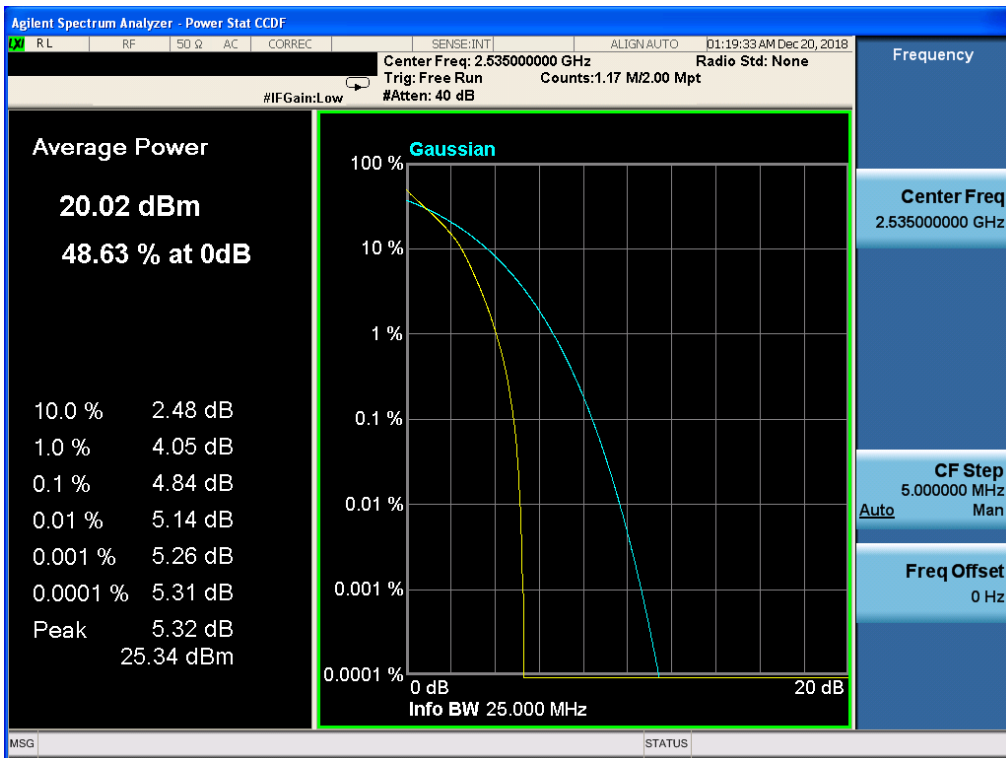 Agilent Spectrum Analyzer - Power Stat CCDF
LXI RL RF 50 Ω AC CORREC SENSE:INT ALIGN AUTO 01:19:33 AM Dec 20, 2018
Center Freq: 2.535000000 GHz Radio Std: None
Trig: Free Run Counts:1.17 M/2.00 Mpt
#IFGain:Low #Atten: 40 dB
Frequency
Average Power
20.02 dBm
48.63 % at 0dB
10.0 % 2.48 dB
1.0 % 4.05 dB
0.1 % 4.84 dB
0.01 % 5.14 dB
0.001 % 5.26 dB
0.0001 % 5.31 dB
Peak 5.32 dB
25.34 dBm
Gaussian
100 %
10 %
1 %
0.1 %
0.01 %
0.001 %
0.0001 %
0 dB 20 dB
Info BW 25.000 MHz
Center Freq
2.535000000 GHz
CF Step
5.000000 MHz
Auto Man
Freq Offset
0 Hz
MSG STATUS